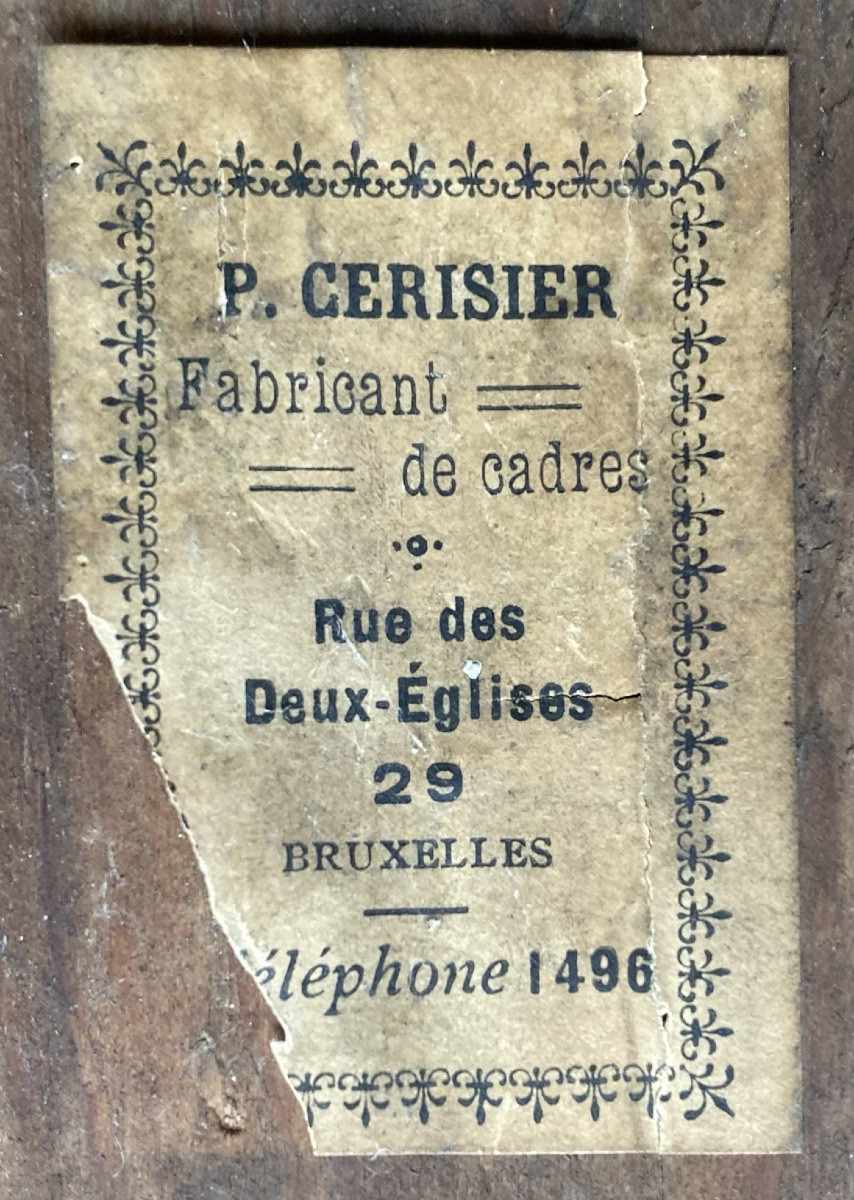 P. CERISIER
Fabricant
de cadres
Rue des
Deux-Églises
29
BRUXELLES
éléphone 1496